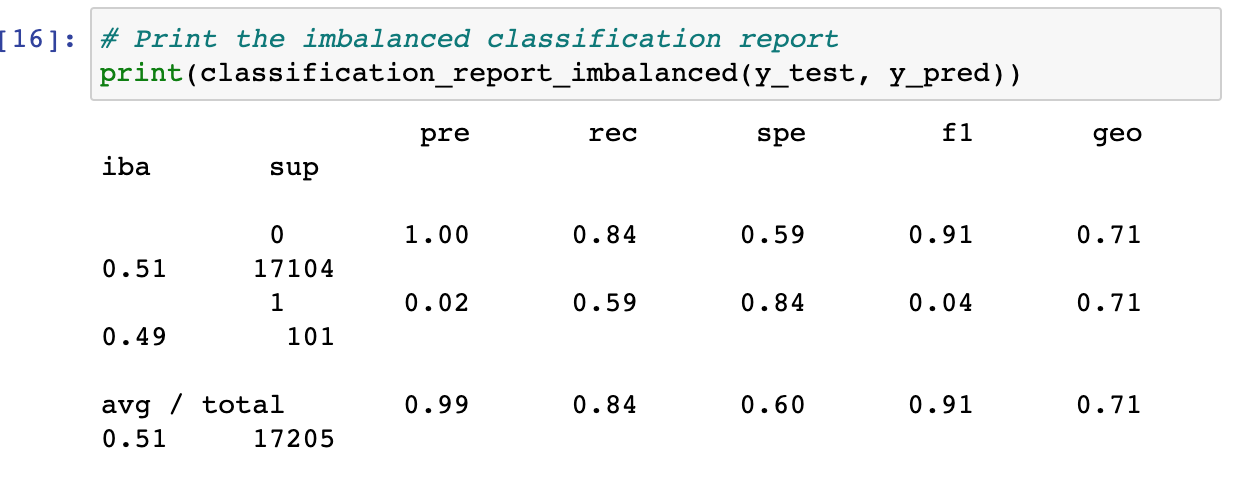 [16]: # Print the imbalanced classification report
print(classification_report_imbalanced(y_test, y_pred))
pre rec spe f1 geo
iba sup
0 1.00 0.84 0.59 0.91 0.71
0.51 17104
1 0.02 0.59 0.84 0.04 0.71
0.49 101
avg / total 0.99 0.84 0.60 0.91 0.71
0.51 17205